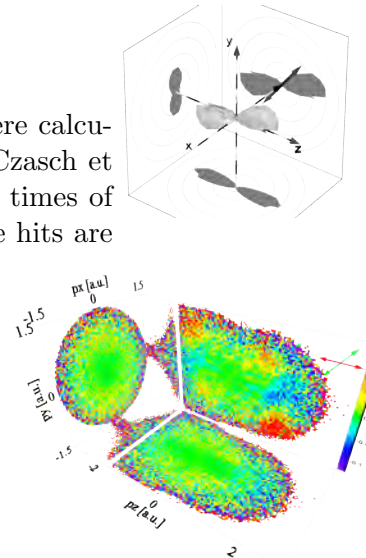 y
x
z
ere calcu-
Czasch et
times of
e hits are
px [a.u.]
-1.5
0
1.5
1.5
py [a.u.]
0
-1.5
-2
0
pz [a.u.]
2